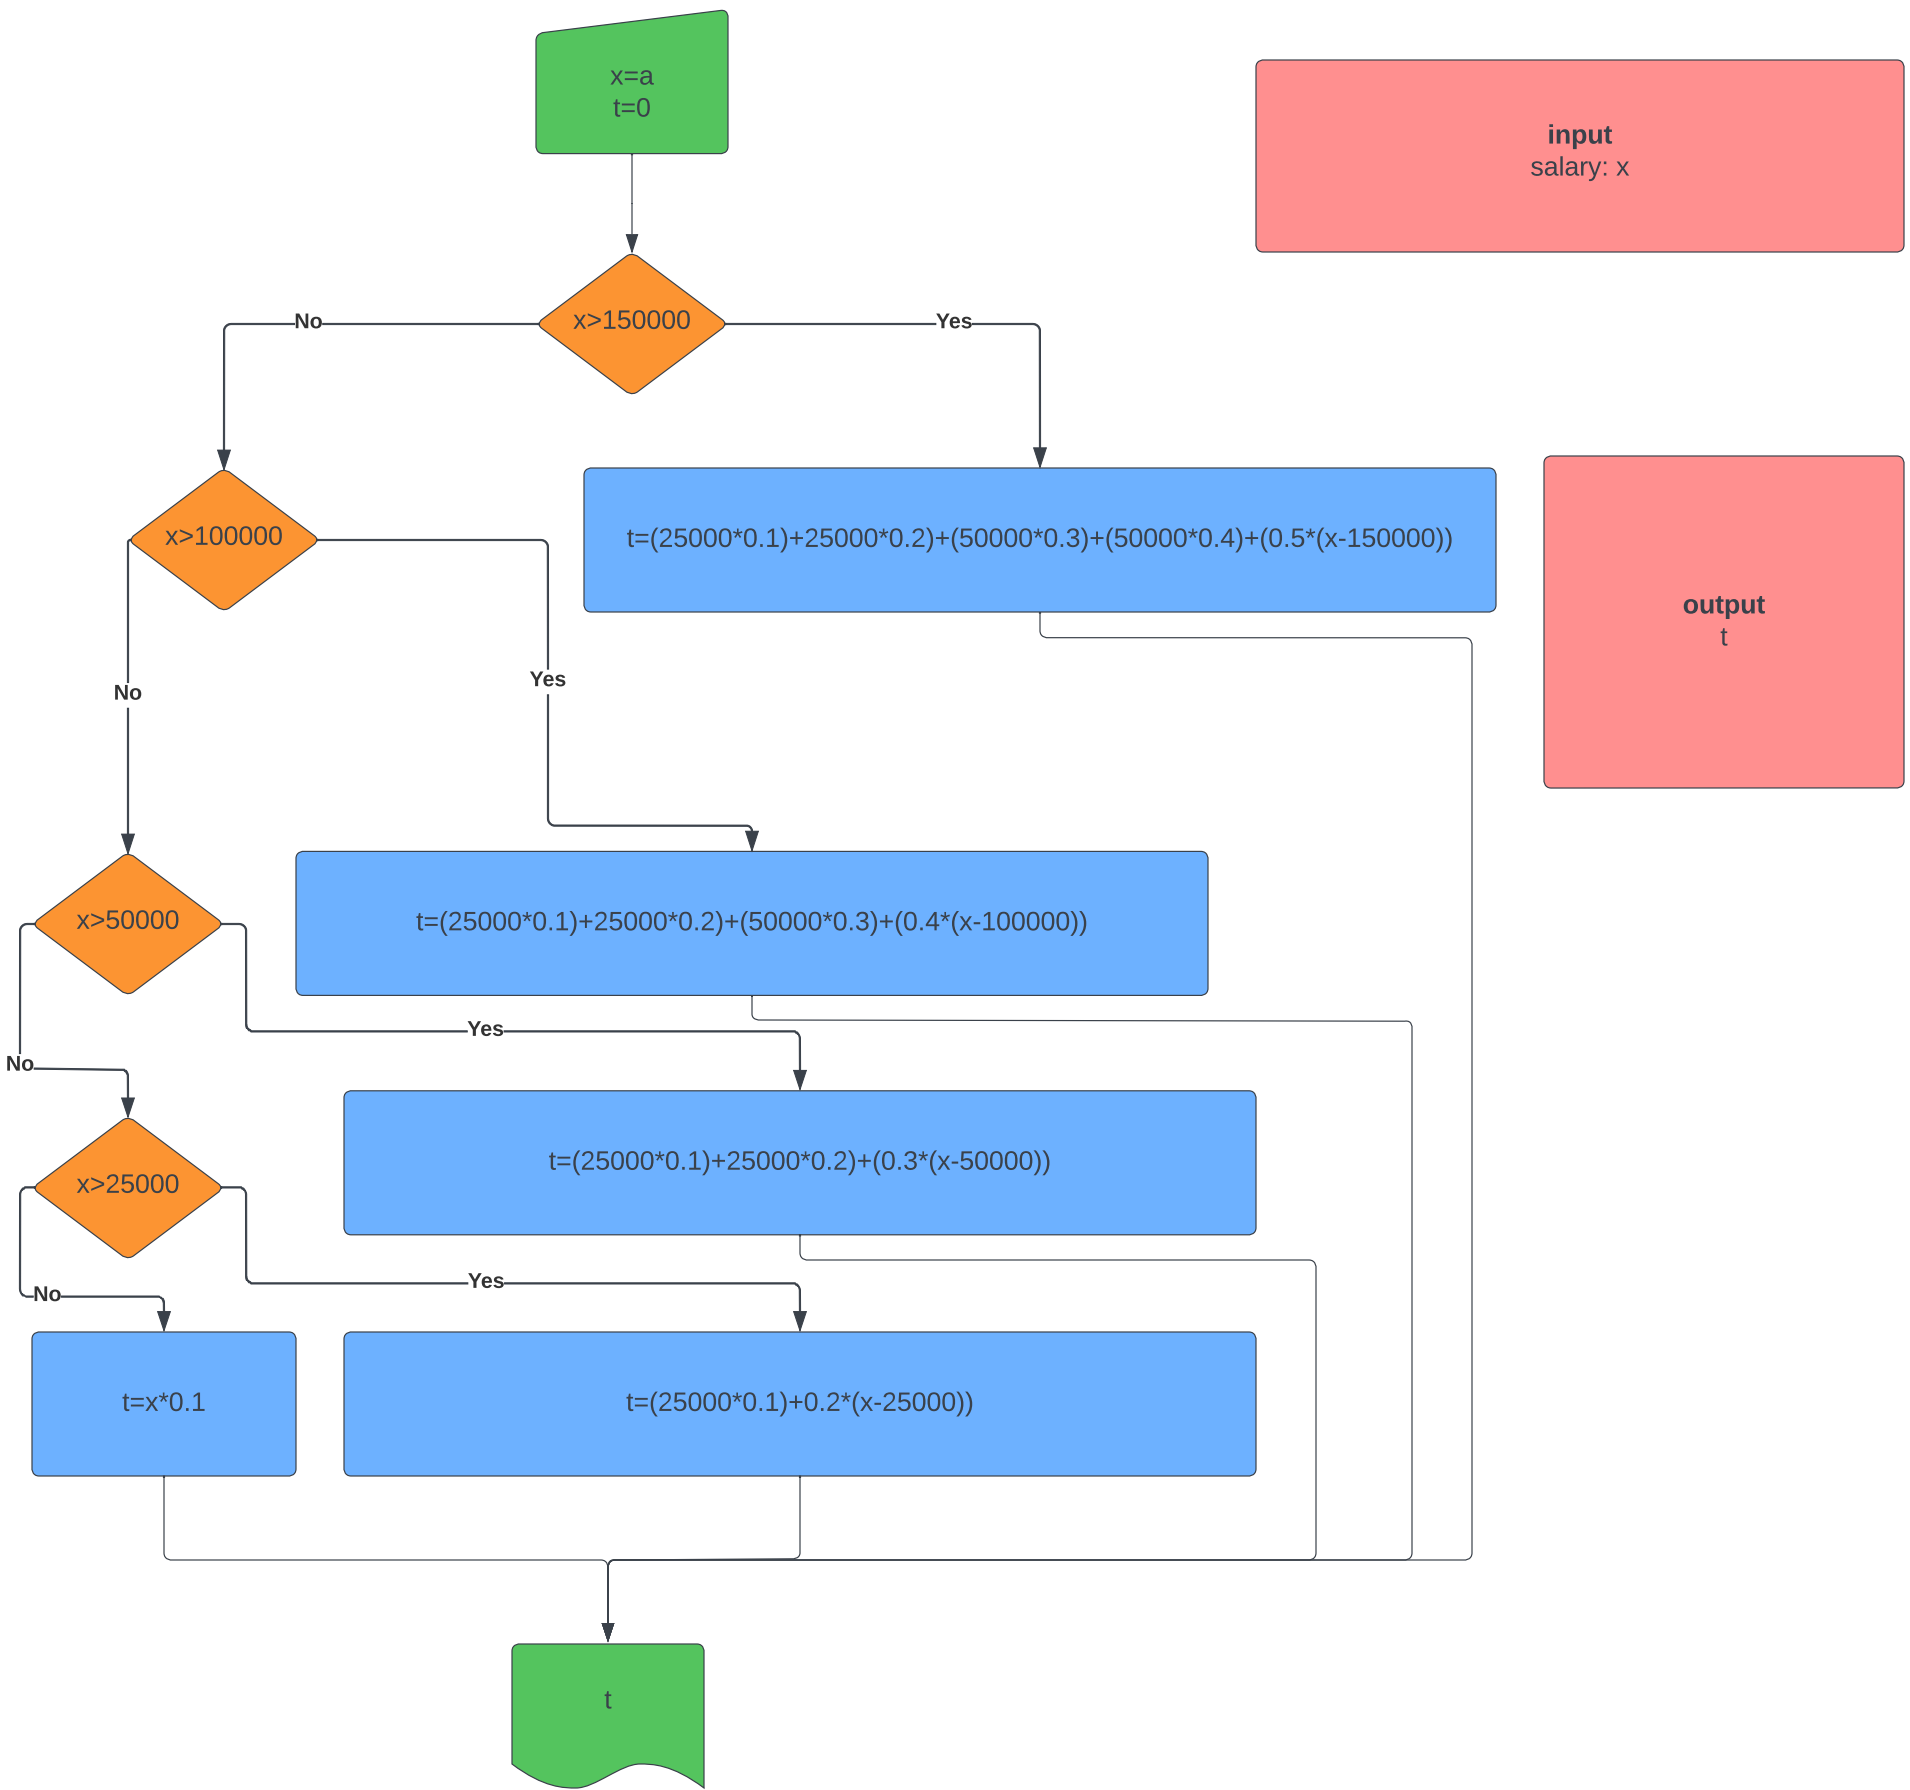 x=a
t=0
input
salary: x
x>150000
No
Yes
x>100000
t=(25000*0.1)+25000*0.2)+(50000*0.3)+(50000*0.4)+(0.5*(x-150000))
output
t
No
Yes
x>50000
t=(25000*0.1)+25000*0.2)+(50000*0.3)+(0.4*(x-100000))
Yes
No
t=(25000*0.1)+25000*0.2)+(0.3*(x-50000))
x>25000
Yes
No
t=x*0.1
t=(25000*0.1)+0.2*(x-25000))
t